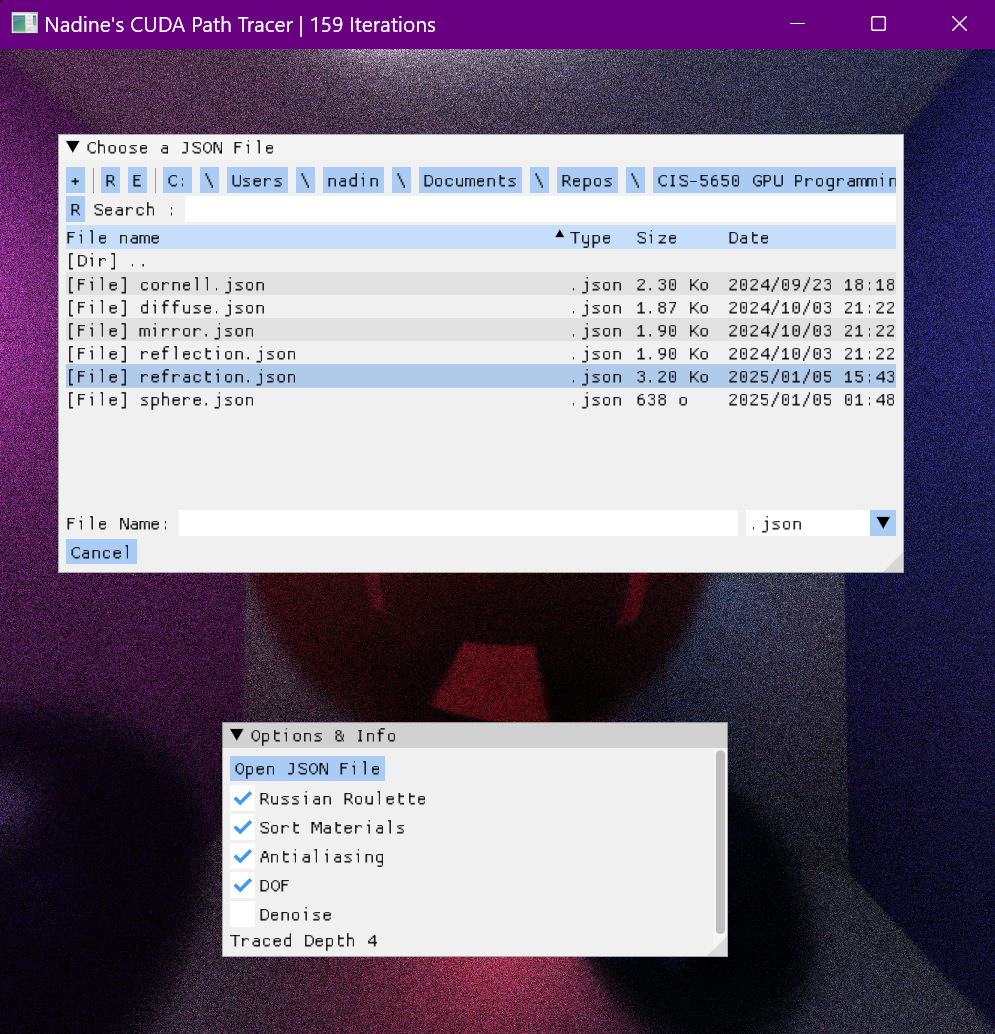 Nadine's CUDA Path Tracer | 159 Iterations
Choose a JSON File
+ | R E | C: \ Users \ nadin \ Documents \ Repos \ CIS-5650 GPU Programmin
R Search :
File name Type Size Date
[Dir] ..
[File] cornell.json .json 2.30 Ko 2024/09/23 18:18
[File] diffuse.json .json 1.87 Ko 2024/10/03 21:22
[File] mirror.json .json 1.90 Ko 2024/10/03 21:22
[File] reflection.json .json 1.90 Ko 2024/10/03 21:22
[File] refraction.json .json 3.20 Ko 2025/01/05 15:43
[File] sphere.json .json 638 o 2025/01/05 01:48
File Name: .json
Cancel
Options & Info
Open JSON File
Russian Roulette
Sort Materials
Antialiasing
DOF
Denoise
Traced Depth 4